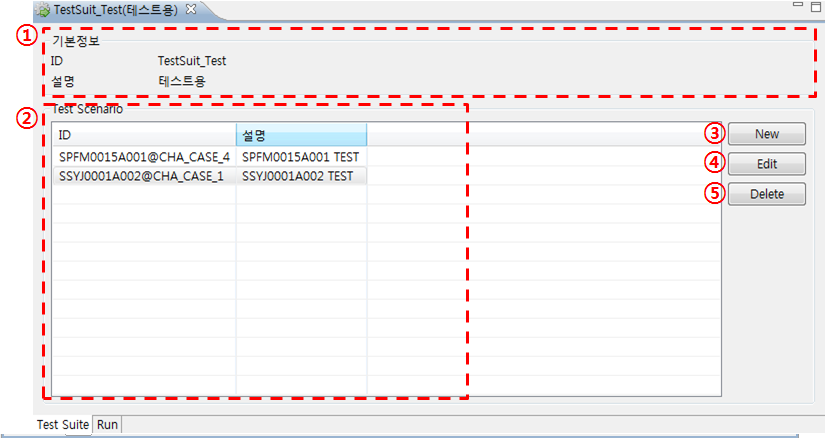 TestSuit_Test(테스트용)
① 기본정보
ID TestSuit_Test
설명 테스트용
② Test Scenario
ID 설명
SPFM0015A001@CHA_CASE_4 SPFM0015A001 TEST
SSYJ0001A002@CHA_CASE_1 SSYJ0001A002 TEST
③ New
④ Edit
⑤ Delete
Test Suite Run